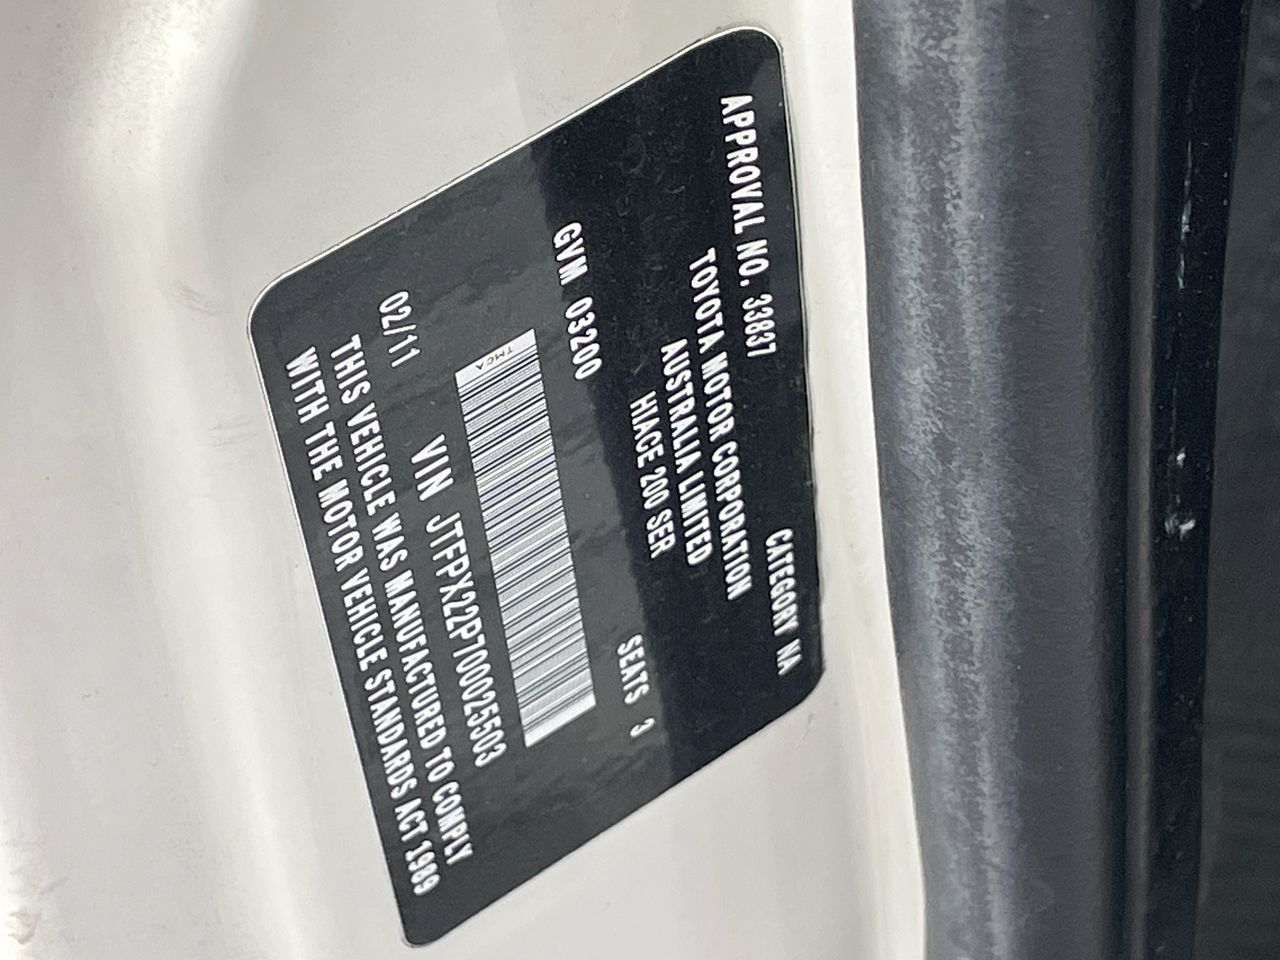 APPROVAL NO. 33837 CATEGORY NA
TOYOTA MOTOR CORPORATION
AUSTRALIA LIMITED
HIACE 200 SER
GVM 03200 SEATS 3
TMCA
02/11 VIN JTFPX22P700025503
THIS VEHICLE WAS MANUFACTURED TO COMPLY
WITH THE MOTOR VEHICLE STANDARDS ACT 1989